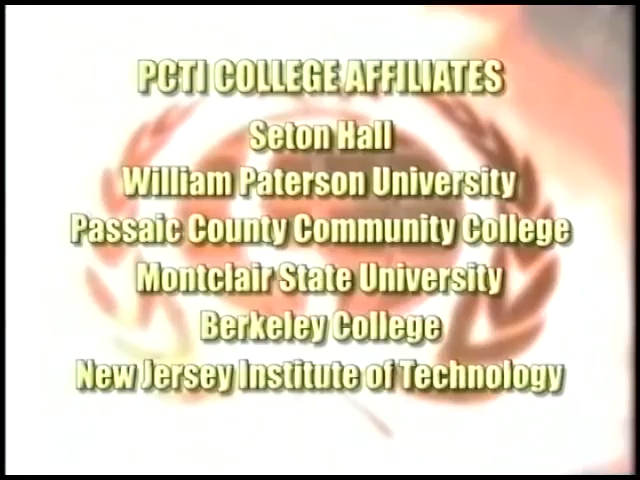 PCTI COLLEGE AFFILIATES
Seton Hall
William Paterson University
Passaic County Community College
Montclair State University
Berkeley College
New Jersey Institute of Technology